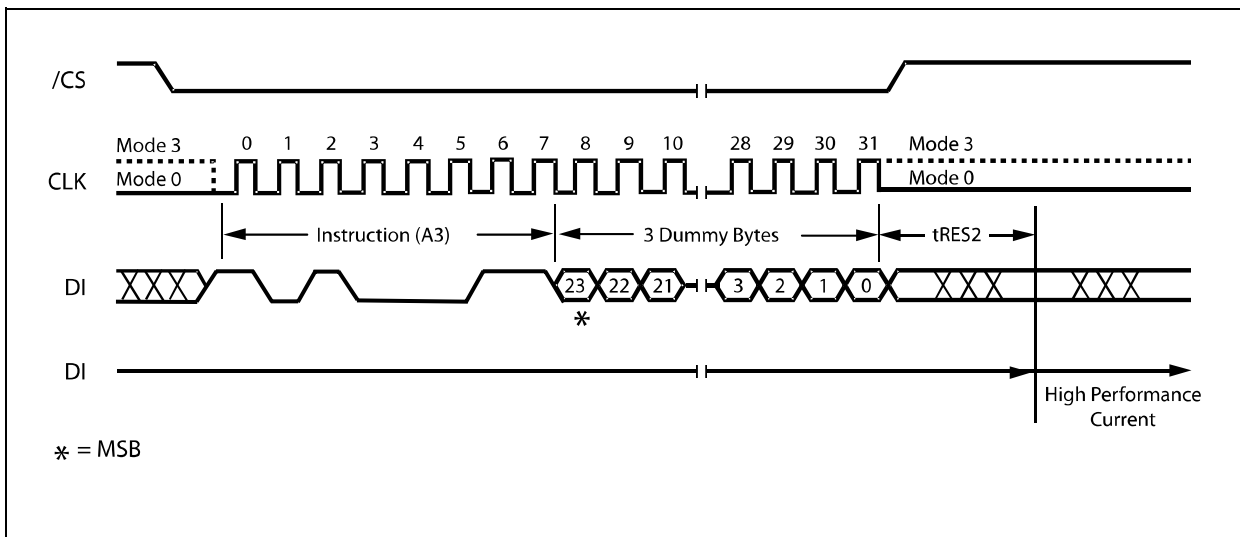 /CS
Mode 3 0 1 2 3 4 5 6 7 8 9 10 28 29 30 31 Mode 3
CLK Mode 0 Mode 0
Instruction (A3) 3 Dummy Bytes tRES2
DI 23 22 21 3 2 1 0
*
DI
High Performance
Current
* = MSB